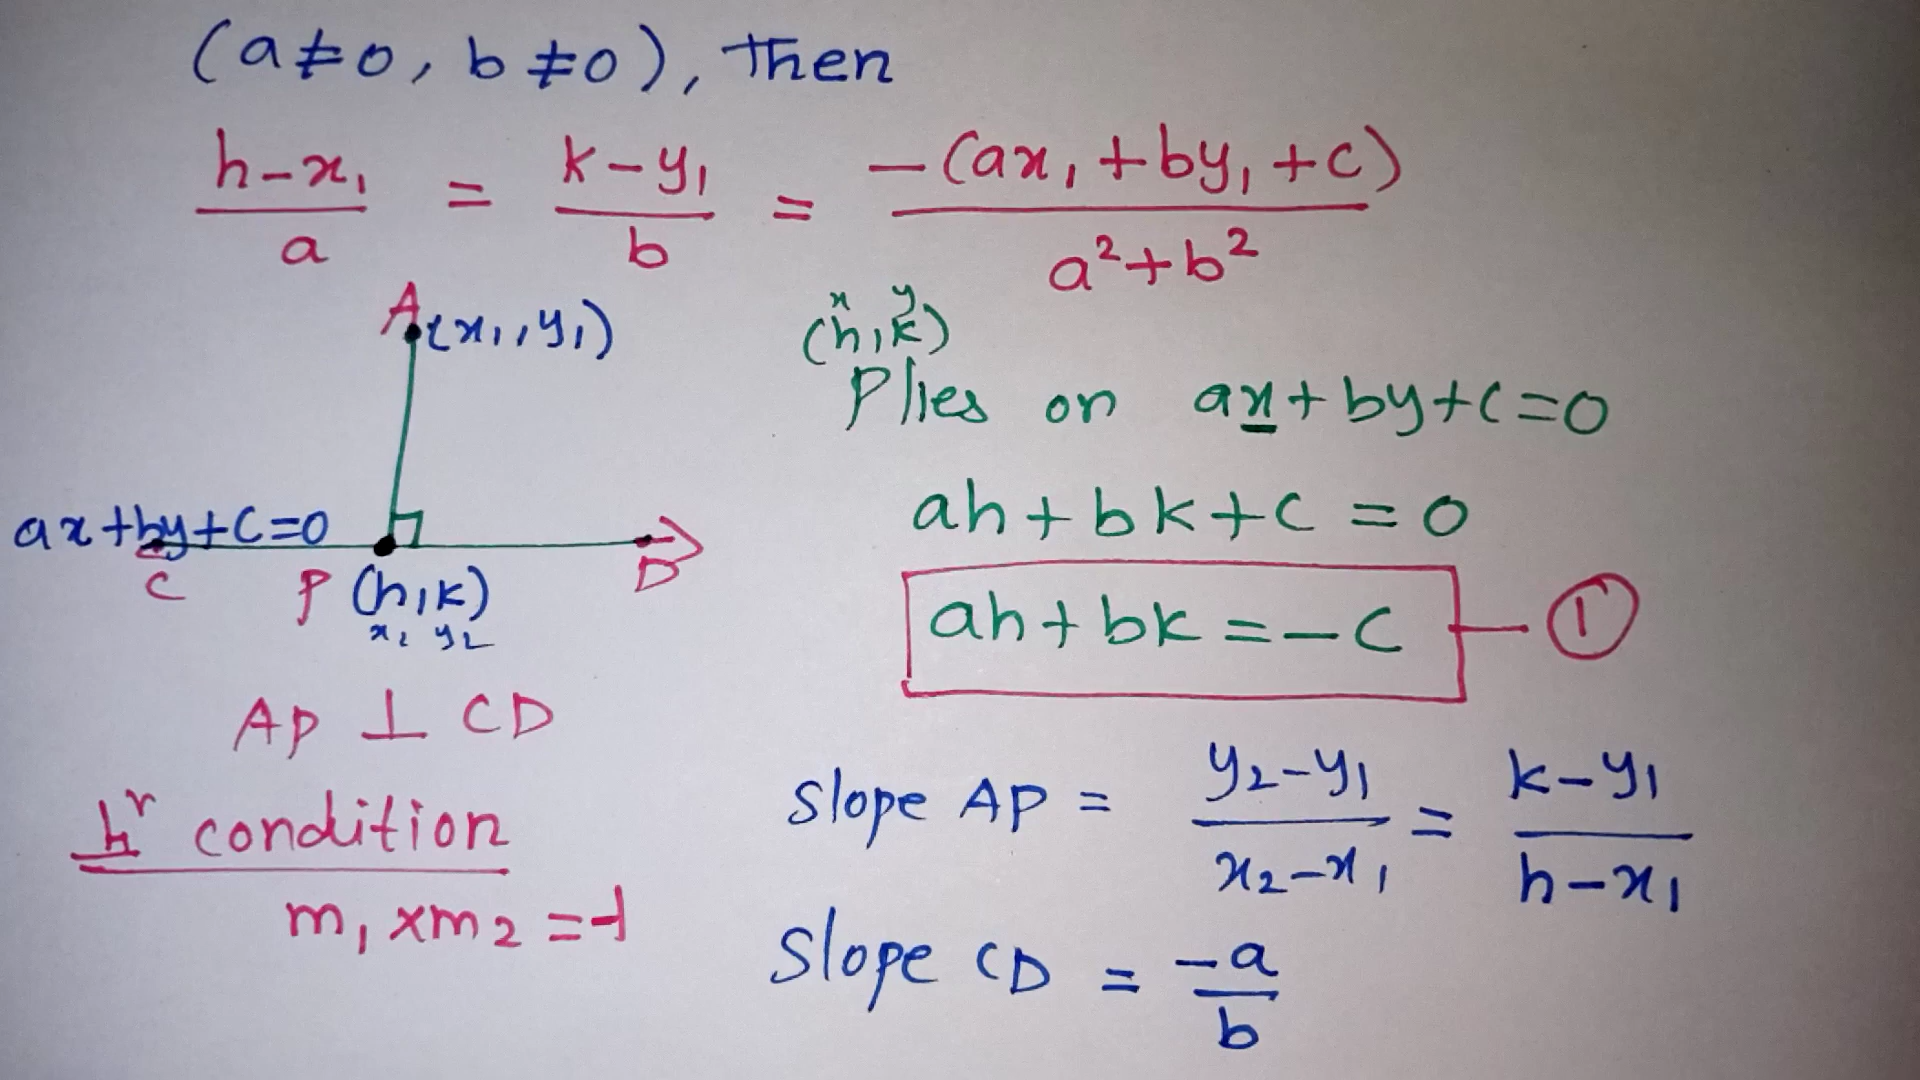 (a≠0, b≠0), Then
h-x₁/a = k-y₁/b = -(ax₁+by₁+c)/a²+b²
A(x₁,y₁)
ax+by+c=0
C P (h,k) D
x₂ y₂
AP ⊥ CD
⊥r condition
m₁×m₂=-1
x y
(h,k)
P lies on ax+by+c=0
ah+bk+c=0
ah+bk=-c - ①
Slope AP = y₂-y₁/x₂-x₁ = k-y₁/h-x₁
Slope CD = -a/b